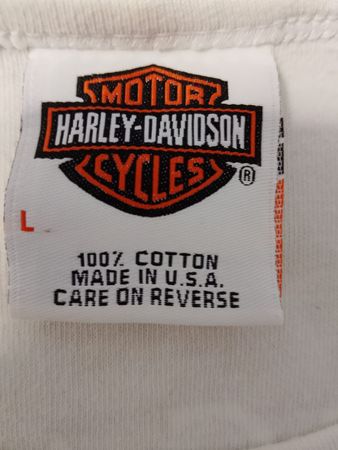 MOTOR
HARLEY-DAVIDSON
CYCLES
®
L
100% COTTON
MADE IN U.S.A.
CARE ON REVERSE